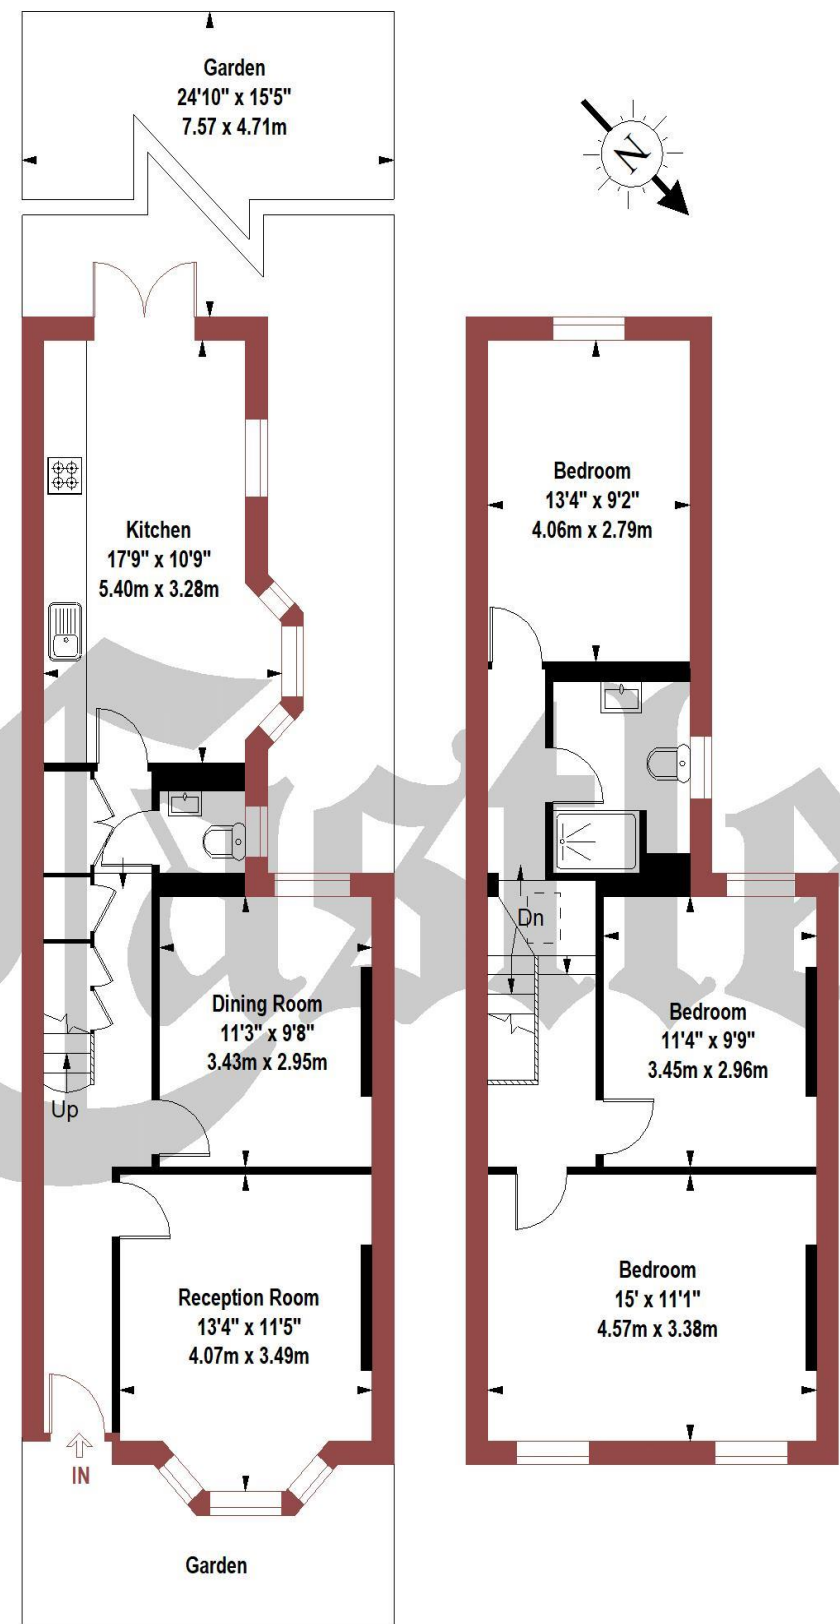 Garden
24'10" x 15'5"
7.57 x 4.71m
N
Kitchen
17'9" x 10'9"
5.40m x 3.28m
Dining Room
11'3" x 9'8"
3.43m x 2.95m
Up
Reception Room
13'4" x 11'5"
4.07m x 3.49m
IN
Garden
Bedroom
13'4" x 9'2"
4.06m x 2.79m
Dn
Bedroom
11'4" x 9'9"
3.45m x 2.96m
Bedroom
15' x 11'1"
4.57m x 3.38m
Castle